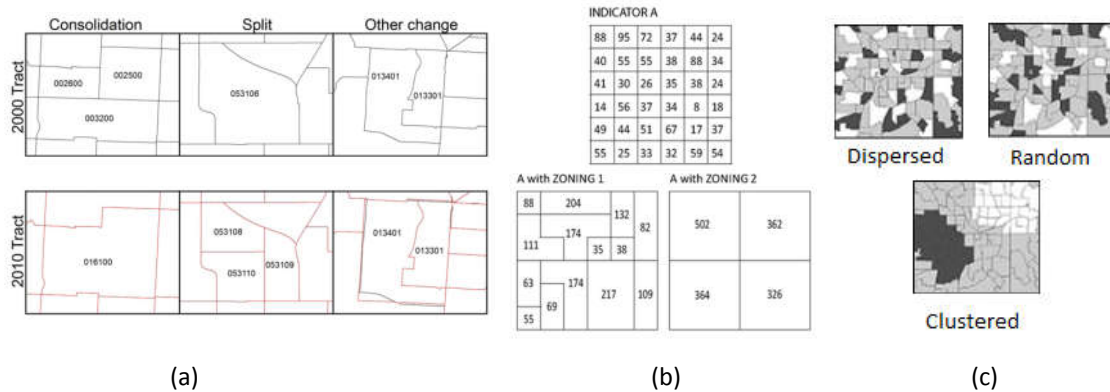 Consolidation Split Other change
2000 Tract
002600 002500
003200
053106
013401 013301
2010 Tract
016100
053108
053110 053109
013401 013301
(a)
INDICATOR A
88 95 72 37 44 24
40 55 55 38 88 34
41 30 26 35 38 24
14 56 37 34 8 18
49 44 51 67 17 37
55 25 33 32 59 54
A with ZONING 1
88 204
132
174 82
111 35 38
63 174
69 217 109
55
A with ZONING 2
502 362
364 326
(b)
Dispersed Random
Clustered
(c)